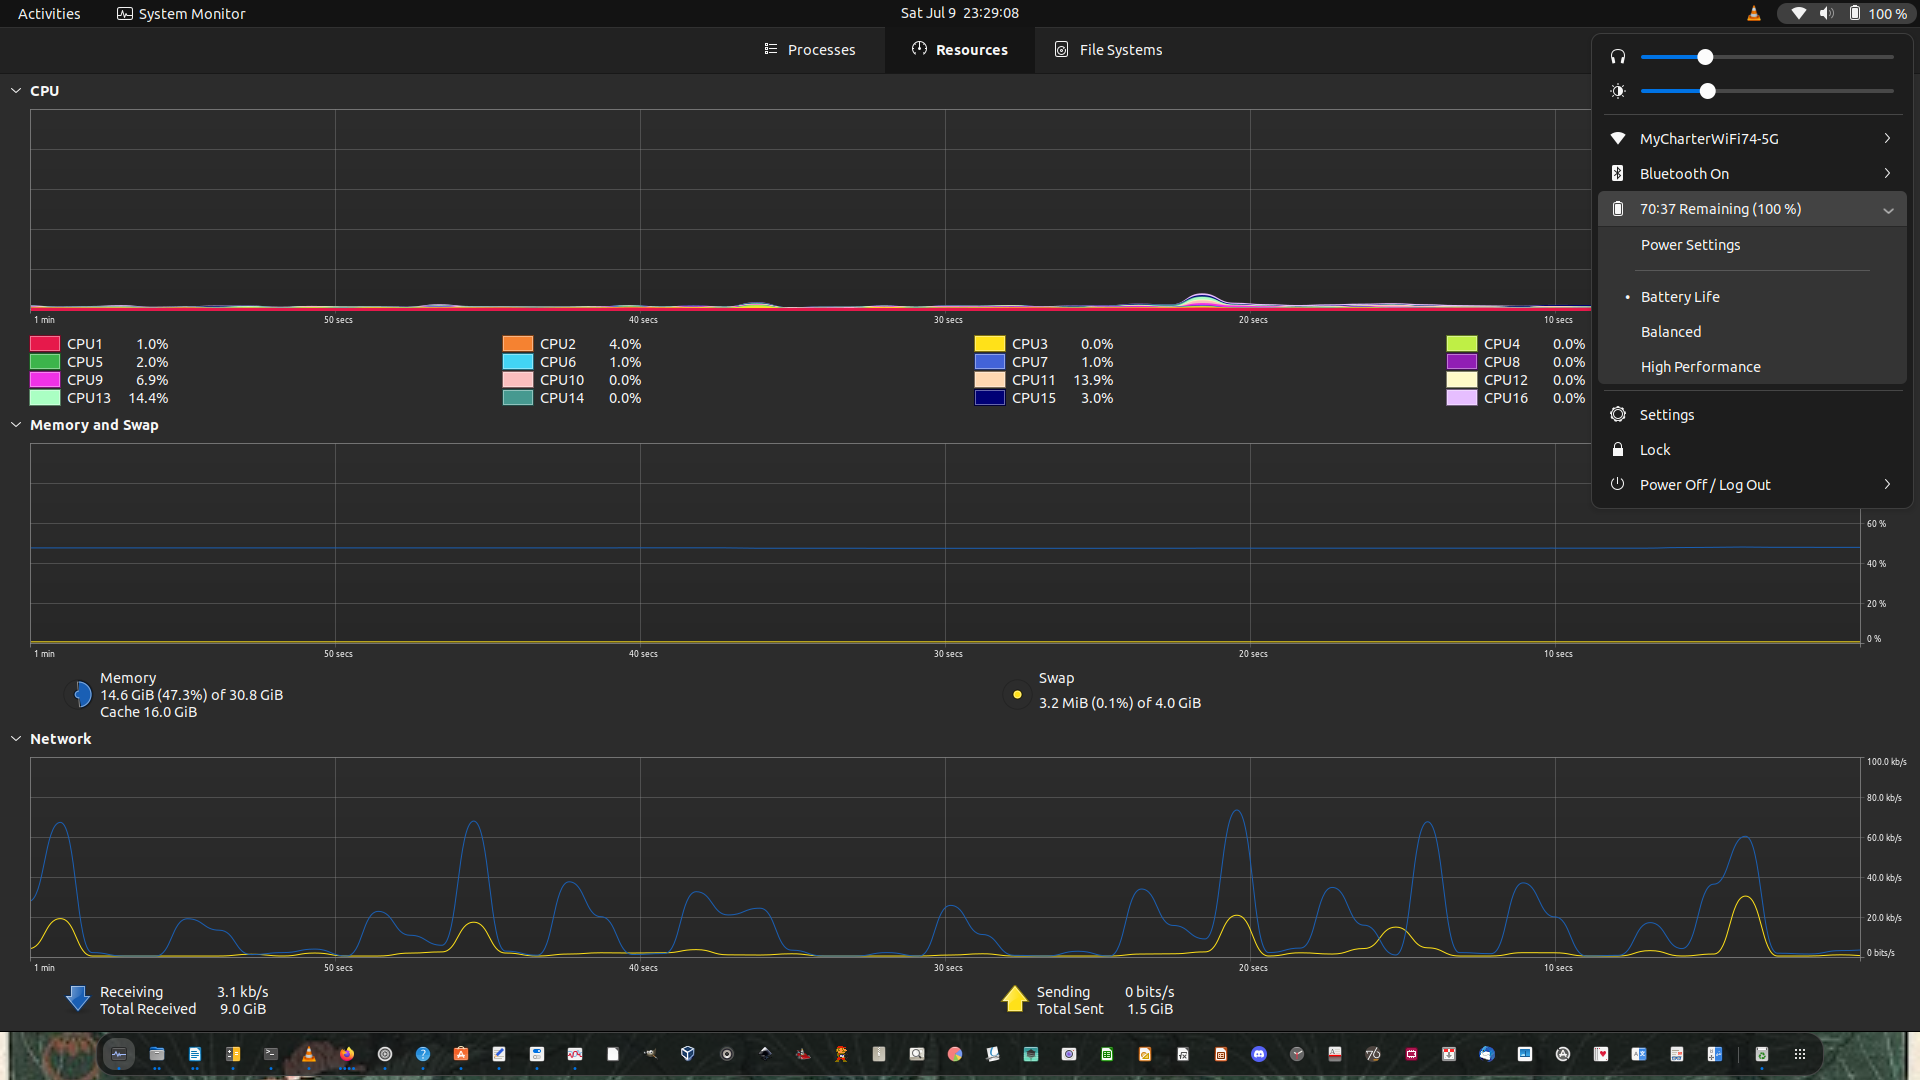 Activities
System Monitor
Sat Jul 9 23:29:08
100 %
Processes
Resources
File Systems
CPU
1 min 50 secs 40 secs 30 secs 20 secs 10 secs
CPU1 1.0% CPU2 4.0% CPU3 0.0% CPU4 0.0%
CPU5 2.0% CPU6 1.0% CPU7 1.0% CPU8 0.0%
CPU9 6.9% CPU10 0.0% CPU11 13.9% CPU12 0.0%
CPU13 14.4% CPU14 0.0% CPU15 3.0% CPU16 0.0%
MyCharterWiFi74-5G
Bluetooth On
70:37 Remaining (100 %)
Power Settings
Battery Life
Balanced
High Performance
Settings
Lock
Power Off / Log Out
Memory and Swap
60 %
40 %
20 %
0 %
1 min 50 secs 40 secs 30 secs 20 secs 10 secs
Memory
14.6 GiB (47.3%) of 30.8 GiB
Cache 16.0 GiB
Swap
3.2 MiB (0.1%) of 4.0 GiB
Network
100.0 kb/s
80.0 kb/s
60.0 kb/s
40.0 kb/s
20.0 kb/s
0 bits/s
1 min 50 secs 40 secs 30 secs 20 secs 10 secs
Receiving 3.1 kb/s
Total Received 9.0 GiB
Sending 0 bits/s
Total Sent 1.5 GiB